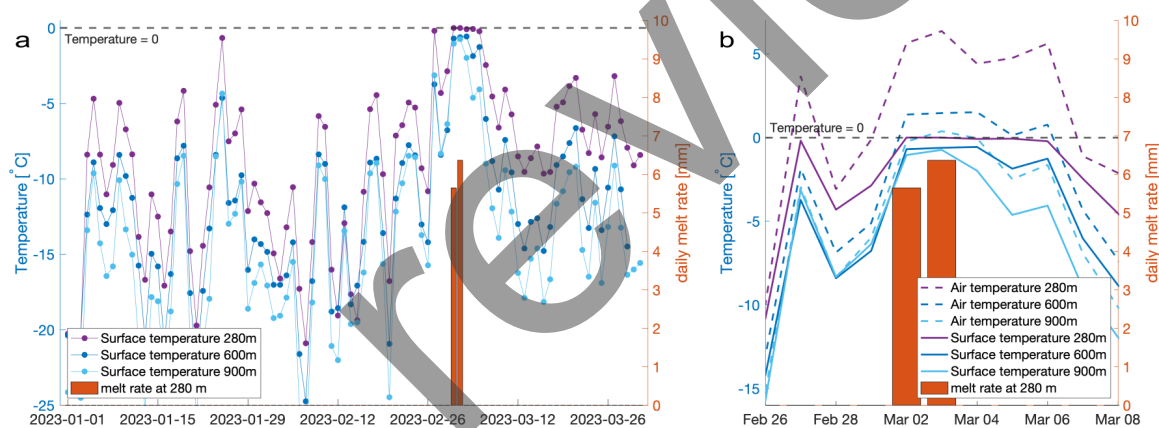 a
Temperature = 0
0
-5
-10
-15
-20
-25
Temperature [°C]
10
9
8
7
6
5
4
3
2
1
0
daily melt rate [mm]
Surface temperature 280m
Surface temperature 600m
Surface temperature 900m
melt rate at 280 m
2023-01-01 2023-01-15 2023-01-29 2023-02-12 2023-02-26 2023-03-12 2023-03-26
b
Temperature = 0
5
0
-5
-10
-15
Temperature [°C]
10
9
8
7
6
5
4
3
2
1
0
daily melt rate [mm]
Air temperature 280m
Air temperature 600m
Air temperature 900m
Surface temperature 280m
Surface temperature 600m
Surface temperature 900m
melt rate at 280 m
Feb 26 Feb 28 Mar 02 Mar 04 Mar 06 Mar 08